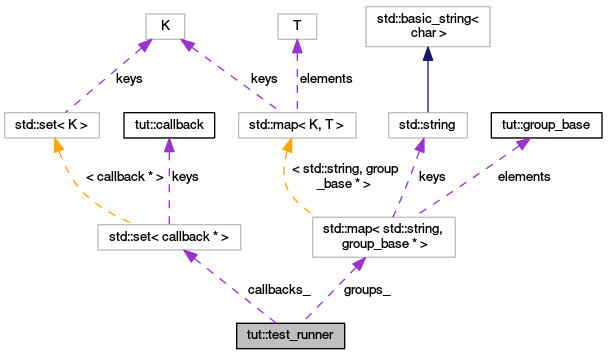 std::basic_string<
char >
K
T
keys
keys
elements
std::set< K >
tut::callback
std::map< K, T >
std::string
tut::group_base
< callback * >
keys
< std::string, group
_base * >
keys
elements
std::set< callback * >
std::map< std::string,
group_base * >
callbacks_
groups_
tut::test_runner